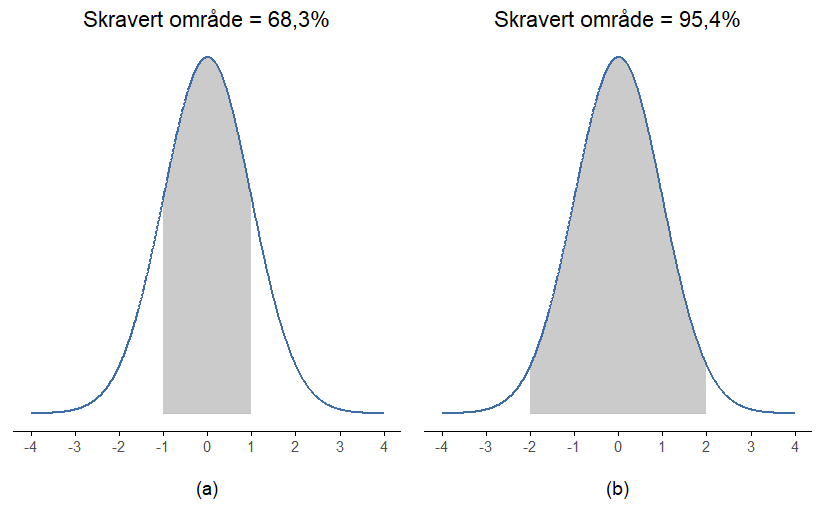 Skravert område = 68,3%
-4 -3 -2 -1 0 1 2 3 4
(a)
Skravert område = 95,4%
-4 -3 -2 -1 0 1 2 3 4
(b)